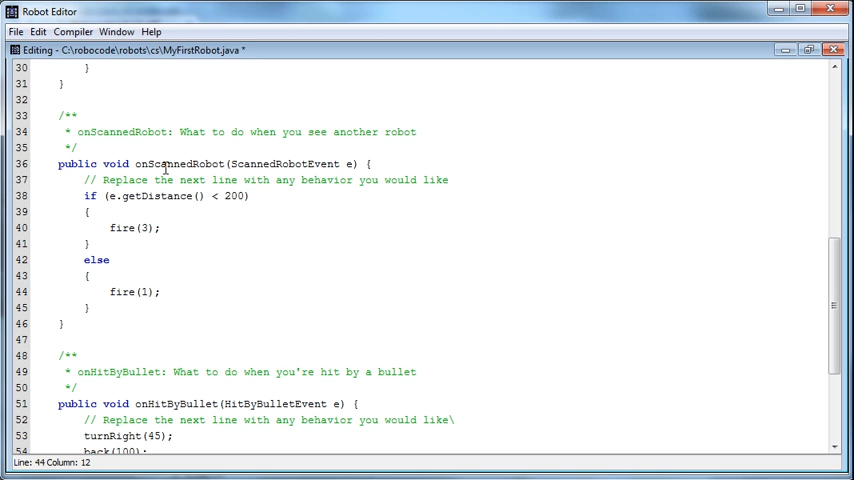 Robot Editor
File Edit Compiler Window Help
Editing - C:\robocode\robots\cs\MyFirstRobot.java *
30 }
31 }
32
33 /**
34 * onScannedRobot: What to do when you see another robot
35 */
36 public void onScannedRobot(ScannedRobotEvent e) {
37 // Replace the next line with any behavior you would like
38 if (e.getDistance() < 200)
39 {
40 fire(3);
41 }
42 else
43 {
44 fire(1);
45 }
46 }
47
48 /**
49 * onHitByBullet: What to do when you're hit by a bullet
50 */
51 public void onHitByBullet(HitByBulletEvent e) {
52 // Replace the next line with any behavior you would like\
53 turnRight(45);
54 back(100);
Line: 44 Column: 12